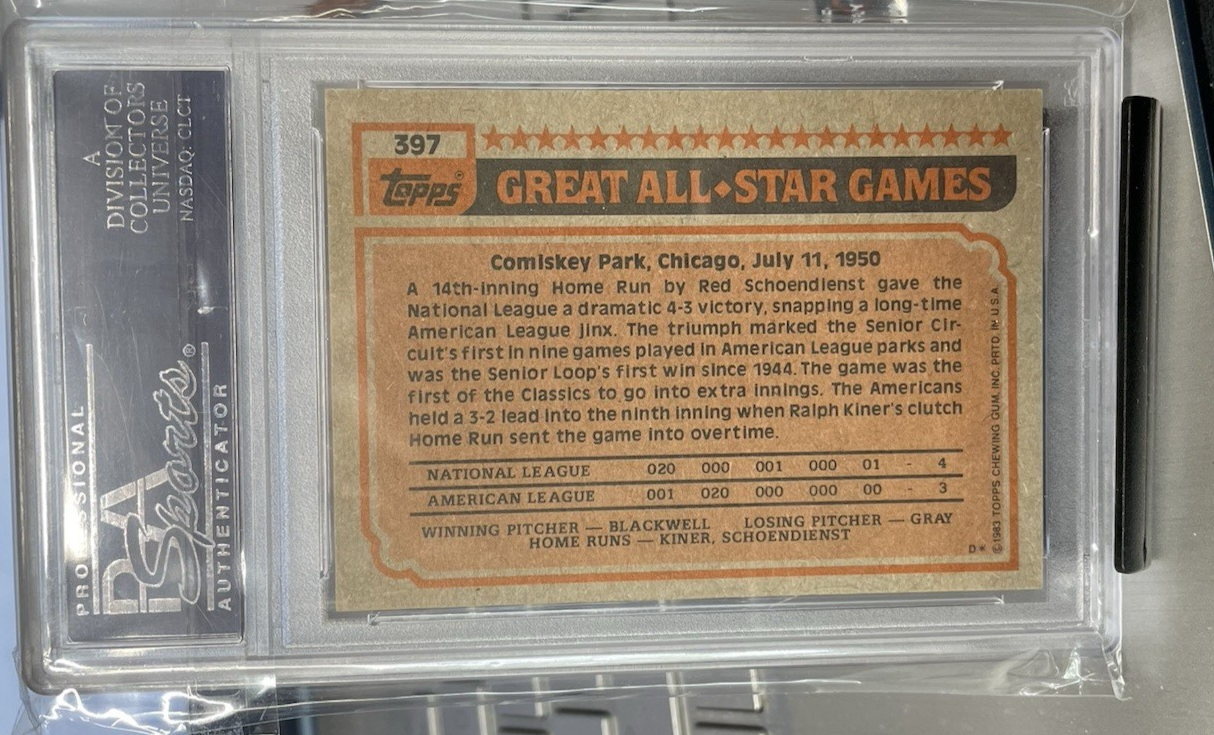 397
topps®
GREAT ALL◆STAR GAMES
Comiskey Park, Chicago, July 11, 1950
A 14th-inning Home Run by Red Schoendienst gave the
National League a dramatic 4-3 victory, snapping a long-time
American League jinx. The triumph marked the Senior Cir-
cuit's first in nine games played in American League parks and
was the Senior Loop's first win since 1944. The game was the
first of the Classics to go into extra innings. The Americans
held a 3-2 lead into the ninth inning when Ralph Kiner's clutch
Home Run sent the game into overtime.
NATIONAL LEAGUE 020 000 001 000 01 - 4
AMERICAN LEAGUE 001 020 000 000 00 - 3
WINNING PITCHER — BLACKWELL LOSING PITCHER — GRAY
HOME RUNS — KINER, SCHOENDIENST
D*
© 1983 TOPPS CHEWING GUM, INC. PRTD. IN U.S.A.
A
DIVISION OF
COLLECTORS
UNIVERSE
NASDAQ: CLCT
PROFESSIONAL
PSA
Sports®
AUTHENTICATOR